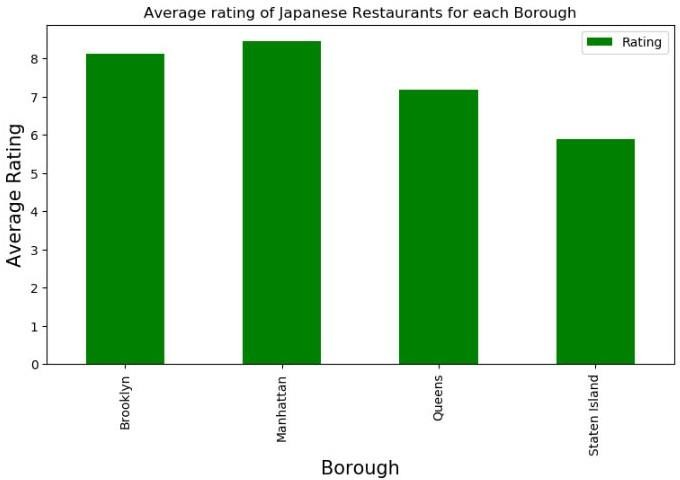 Average rating of Japanese Restaurants for each Borough
Rating
Average Rating
8
7
6
5
4
3
2
1
0
Brooklyn
Manhattan
Queens
Staten Island
Borough